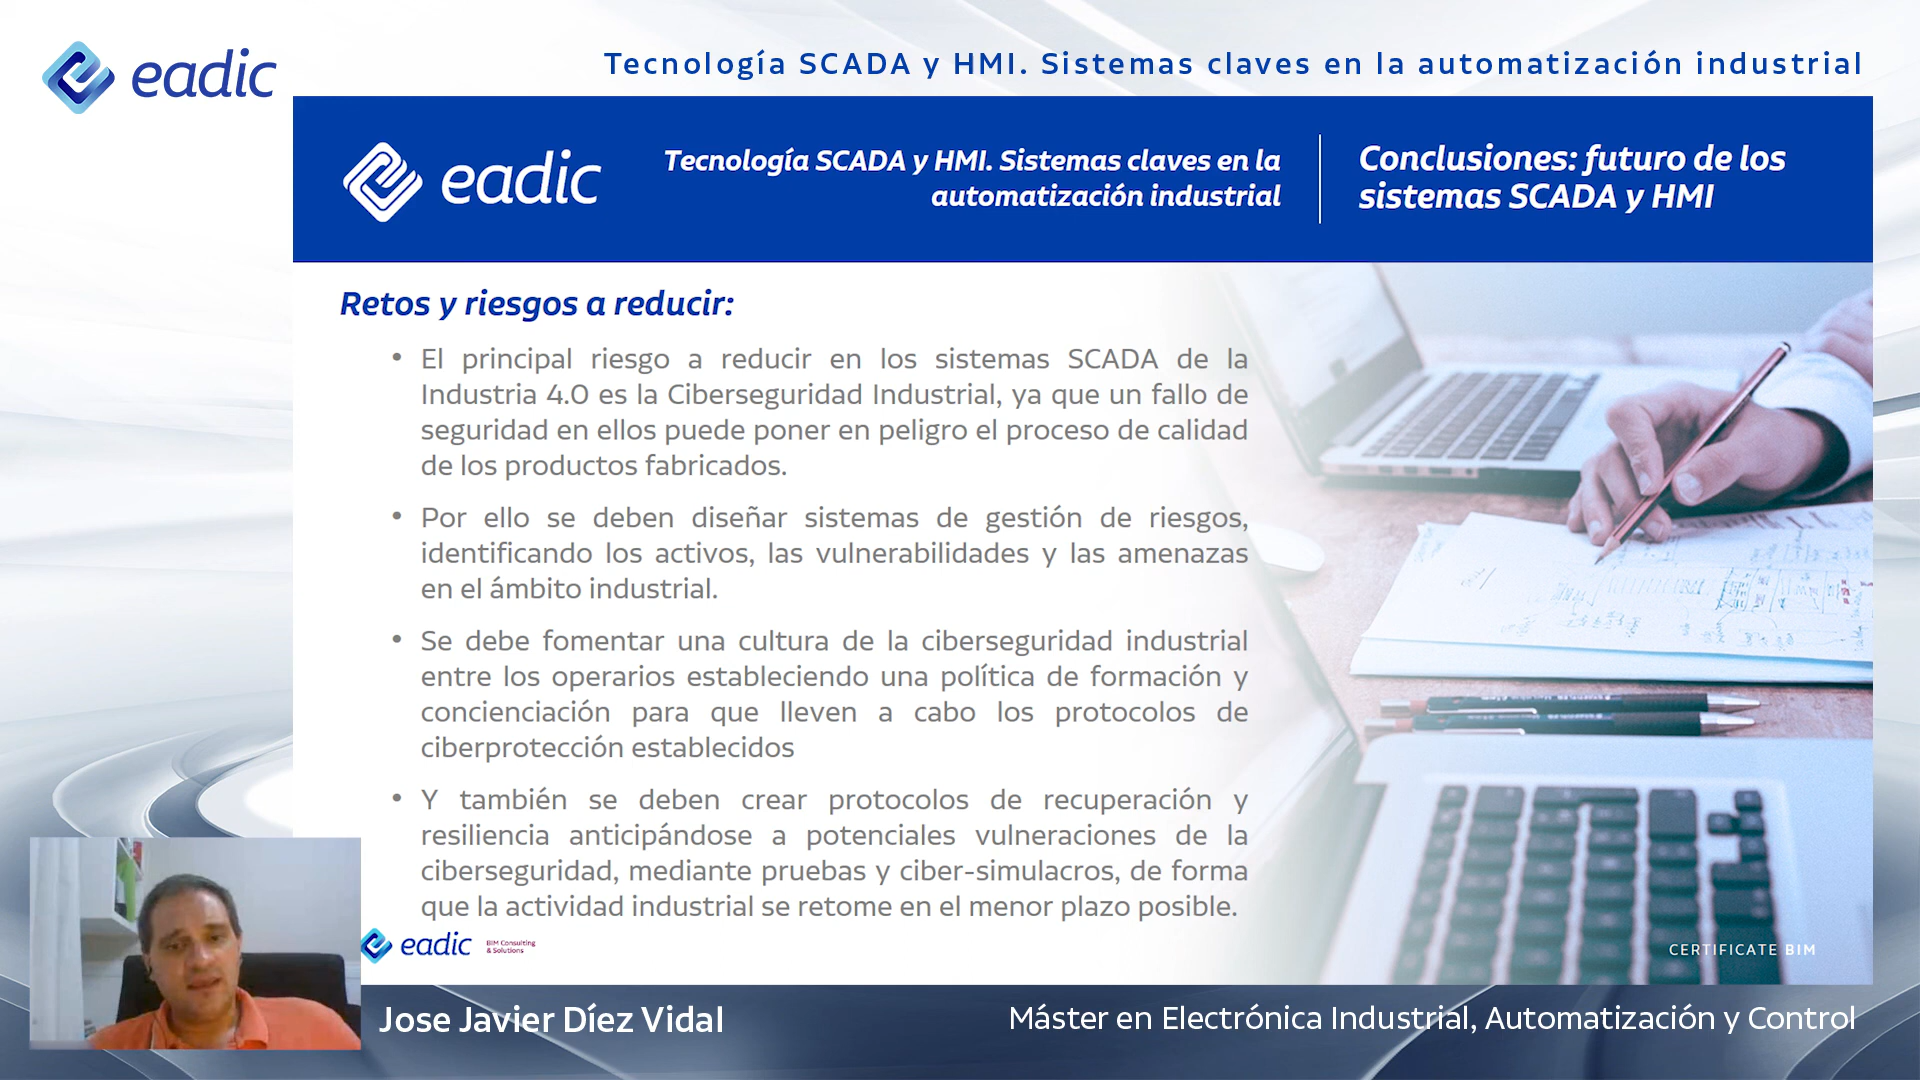 eadic
Tecnología SCADA y HMI. Sistemas claves en la automatización industrial
eadic
Tecnología SCADA y HMI. Sistemas claves en la
automatización industrial
Conclusiones: futuro de los
sistemas SCADA y HMI
Retos y riesgos a reducir:
• El principal riesgo a reducir en los sistemas SCADA de la
Industria 4.0 es la Ciberseguridad Industrial, ya que un fallo de
seguridad en ellos puede poner en peligro el proceso de calidad
de los productos fabricados.
• Por ello se deben diseñar sistemas de gestión de riesgos,
identificando los activos, las vulnerabilidades y las amenazas
en el ámbito industrial.
• Se debe fomentar una cultura de la ciberseguridad industrial
entre los operarios estableciendo una política de formación y
concienciación para que lleven a cabo los protocolos de
ciberprotección establecidos
• Y también se deben crear protocolos de recuperación y
resiliencia anticipándose a potenciales vulneraciones de la
ciberseguridad, mediante pruebas y ciber-simulacros, de forma
que la actividad industrial se retome en el menor plazo posible.
eadic
BIM Consulting
& Solutions
CERTIFICATE BIM
Jose Javier Díez Vidal
Máster en Electrónica Industrial, Automatización y Control